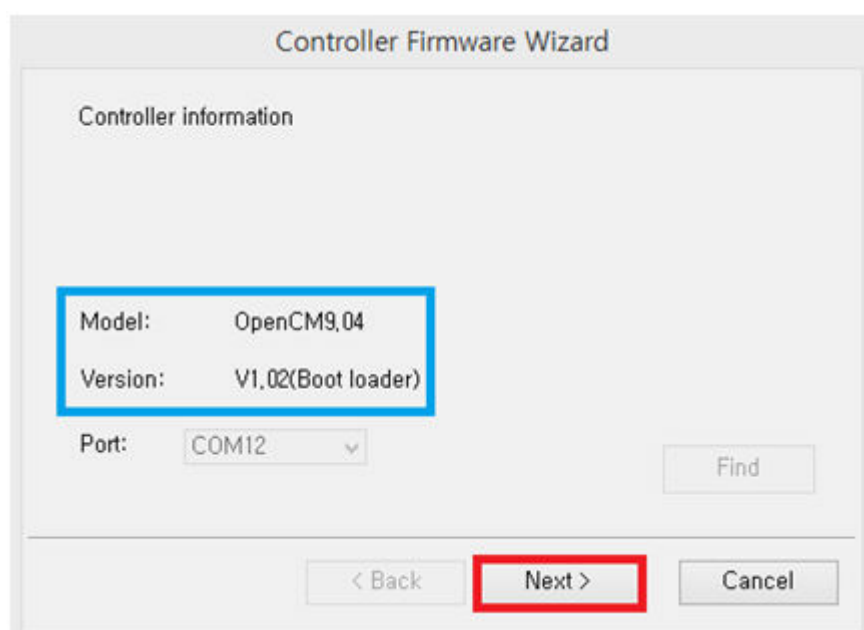 Controller Firmware Wizard
Controller information
Model: OpenCM9,04
Version: V1,02(Boot loader)
Port: COM12
Find
< Back Next > Cancel